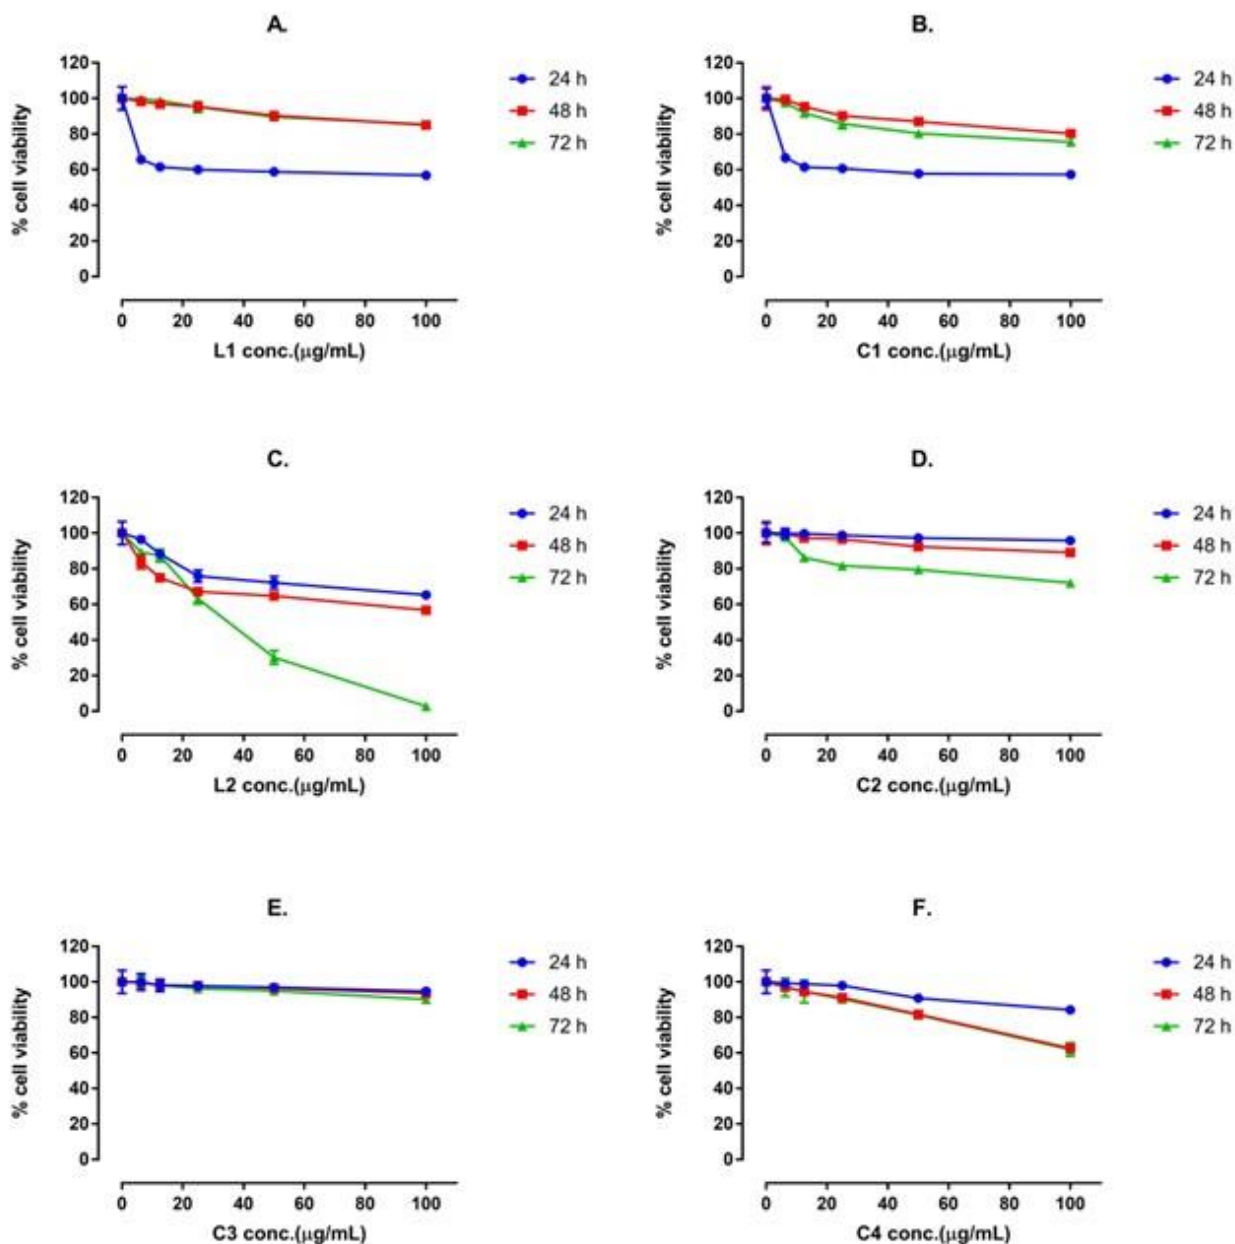 A.
120
100
80
60
40
20
0
% cell viability
0 20 40 60 80 100
L1 conc.(μg/mL)
24 h
48 h
72 h
B.
120
100
80
60
40
20
0
% cell viability
0 20 40 60 80 100
C1 conc.(μg/mL)
24 h
48 h
72 h
C.
120
100
80
60
40
20
0
% cell viability
0 20 40 60 80 100
L2 conc.(μg/mL)
24 h
48 h
72 h
D.
120
100
80
60
40
20
0
% cell viability
0 20 40 60 80 100
C2 conc.(μg/mL)
24 h
48 h
72 h
E.
120
100
80
60
40
20
0
% cell viability
0 20 40 60 80 100
C3 conc.(μg/mL)
24 h
48 h
72 h
F.
120
100
80
60
40
20
0
% cell viability
0 20 40 60 80 100
C4 conc.(μg/mL)
24 h
48 h
72 h